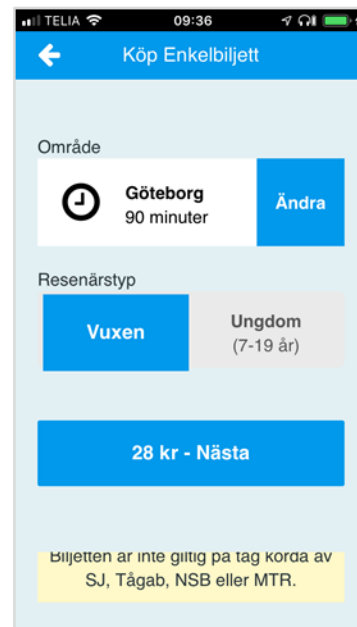 TELIA 09:36
Köp Enkelbiljett
Område
Göteborg
90 minuter
Ändra
Resenärstyp
Vuxen
Ungdom
(7-19 år)
28 kr - Nästa
Biljetten är inte giltig på tåg körda av
SJ, Tågab, NSB eller MTR.